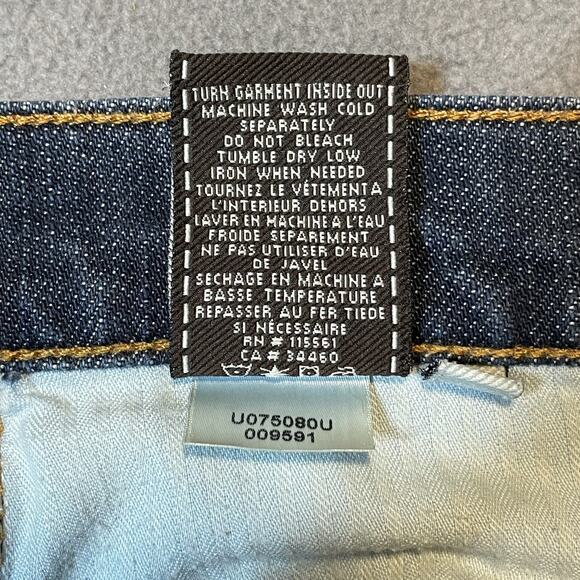 TURN GARMENT INSIDE OUT
MACHINE WASH COLD
SEPARATELY
DO NOT BLEACH
TUMBLE DRY LOW
IRON WHEN NEEDED
TOURNEZ LE VÉTEMENT A
L'INTERIEUR DEHORS
LAVER EN MACHINE A L'EAU
FROIDE SEPAREMENT
NE PAS UTILISER D'EAU
DE JAVEL
SECHAGE EN MACHINE A
BASSE TEMPERATURE
REPASSER AU FER TIEDE
SI NÉCESSAIRE
RN # 115561
CA # 34460
U075080U
009591